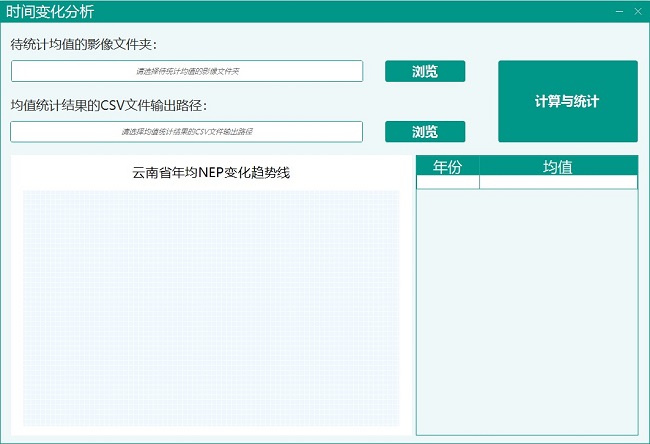 时间变化分析
待统计均值的影像文件夹：
请选择待统计均值的影像文件夹
浏览
计算与统计
均值统计结果的CSV文件输出路径：
请选择均值统计结果的CSV文件输出路径
浏览
云南省年均NEP变化趋势线
年份 均值